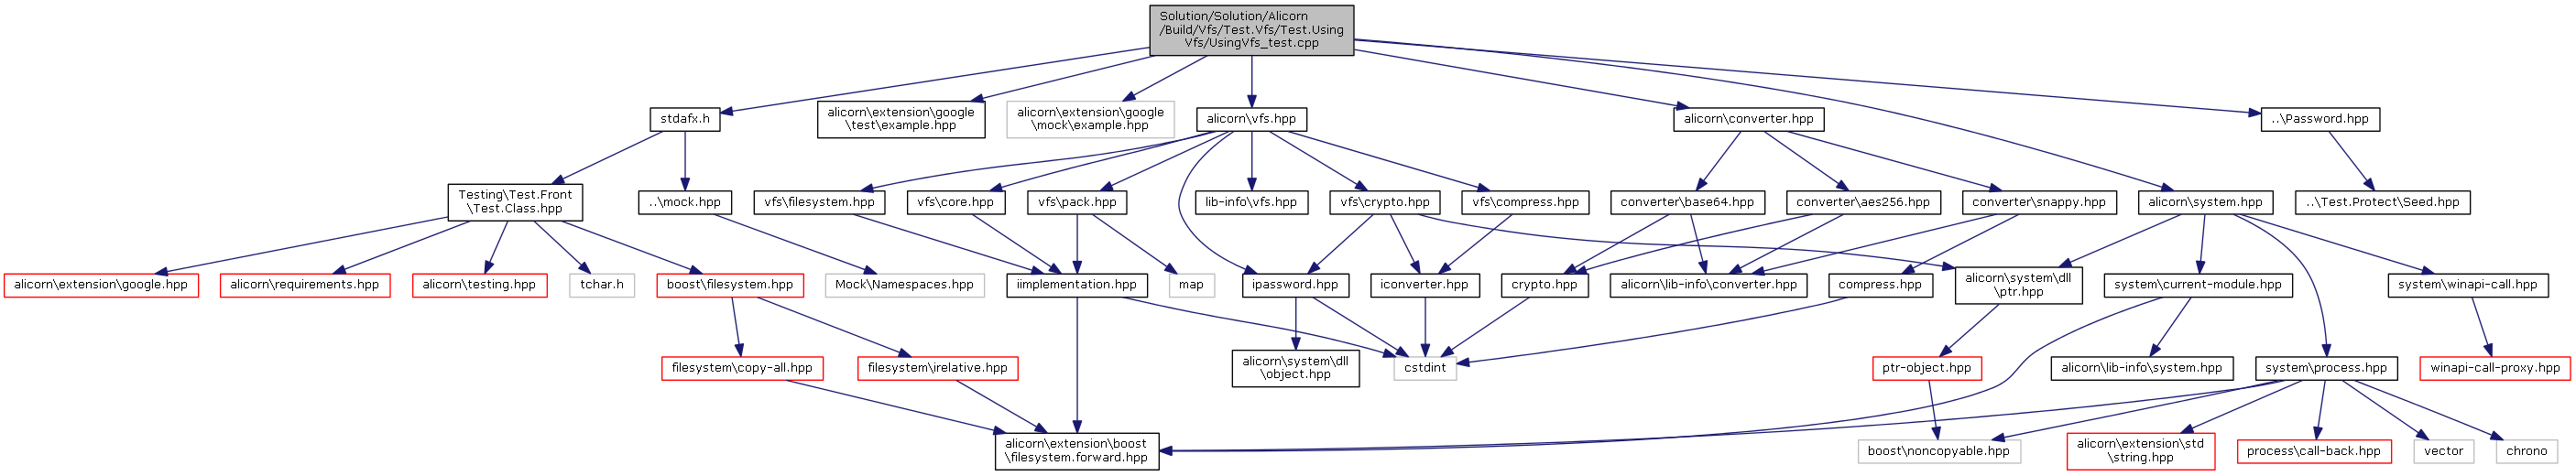 Solution/Solution/Alicorn
/Build/Vfs/Test.Vfs/Test.Using
Vfs/UsingVfs_test.cpp
stdafx.h
alicorn\extension\google
\test\example.hpp
alicorn\extension\google
\mock\example.hpp
alicorn\vfs.hpp
alicorn\converter.hpp
..\Password.hpp
Testing\Test.Front
\Test.Class.hpp
..\mock.hpp
vfs\filesystem.hpp
vfs\core.hpp
vfs\pack.hpp
lib-info\vfs.hpp
vfs\crypto.hpp
vfs\compress.hpp
converter\base64.hpp
converter\aes256.hpp
converter\snappy.hpp
alicorn\system.hpp
..\Test.Protect\Seed.hpp
alicorn\extension\google.hpp
alicorn\requirements.hpp
alicorn\testing.hpp
tchar.h
boost\filesystem.hpp
Mock\Namespaces.hpp
iimplementation.hpp
map
ipassword.hpp
iconverter.hpp
crypto.hpp
alicorn\lib-info\converter.hpp
compress.hpp
alicorn\system\dll
\ptr.hpp
system\current-module.hpp
system\winapi-call.hpp
filesystem\copy-all.hpp
filesystem\irelative.hpp
alicorn\system\dll
\object.hpp
cstdint
ptr-object.hpp
alicorn\lib-info\system.hpp
system\process.hpp
winapi-call-proxy.hpp
alicorn\extension\boost
\filesystem.forward.hpp
boost\noncopyable.hpp
alicorn\extension\std
\string.hpp
process\call-back.hpp
vector
chrono